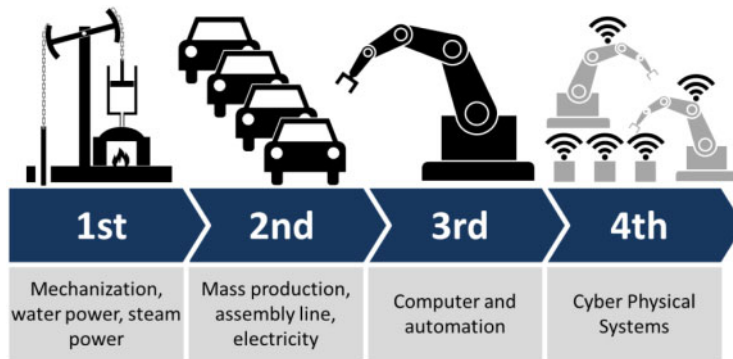 1st
2nd
3rd
4th
Mechanization,
water power, steam
power
Mass production,
assembly line,
electricity
Computer and
automation
Cyber Physical
Systems